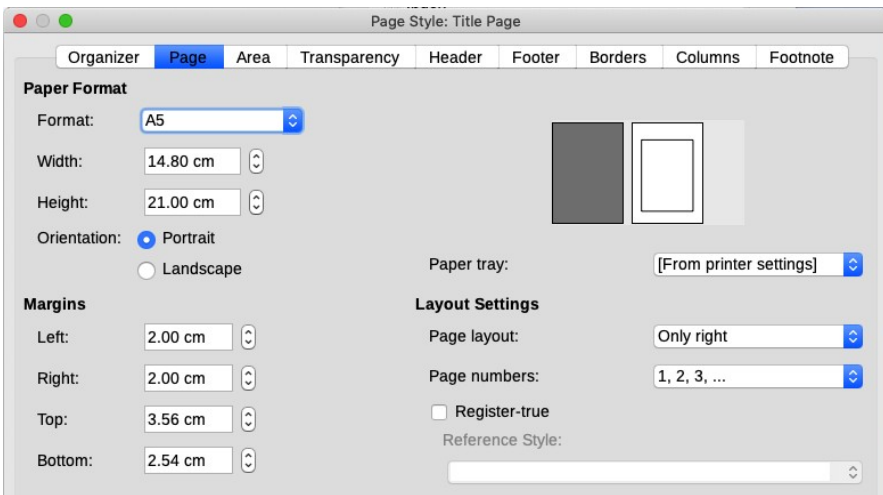 Page Style: Title Page
Organizer Page Area Transparency Header Footer Borders Columns Footnote
Paper Format
Format: A5
Width: 14.80 cm
Height: 21.00 cm
Orientation: Portrait
Landscape
Paper tray: [From printer settings]
Margins
Left: 2.00 cm
Right: 2.00 cm
Top: 3.56 cm
Bottom: 2.54 cm
Layout Settings
Page layout: Only right
Page numbers: 1, 2, 3, ...
Register-true
Reference Style: